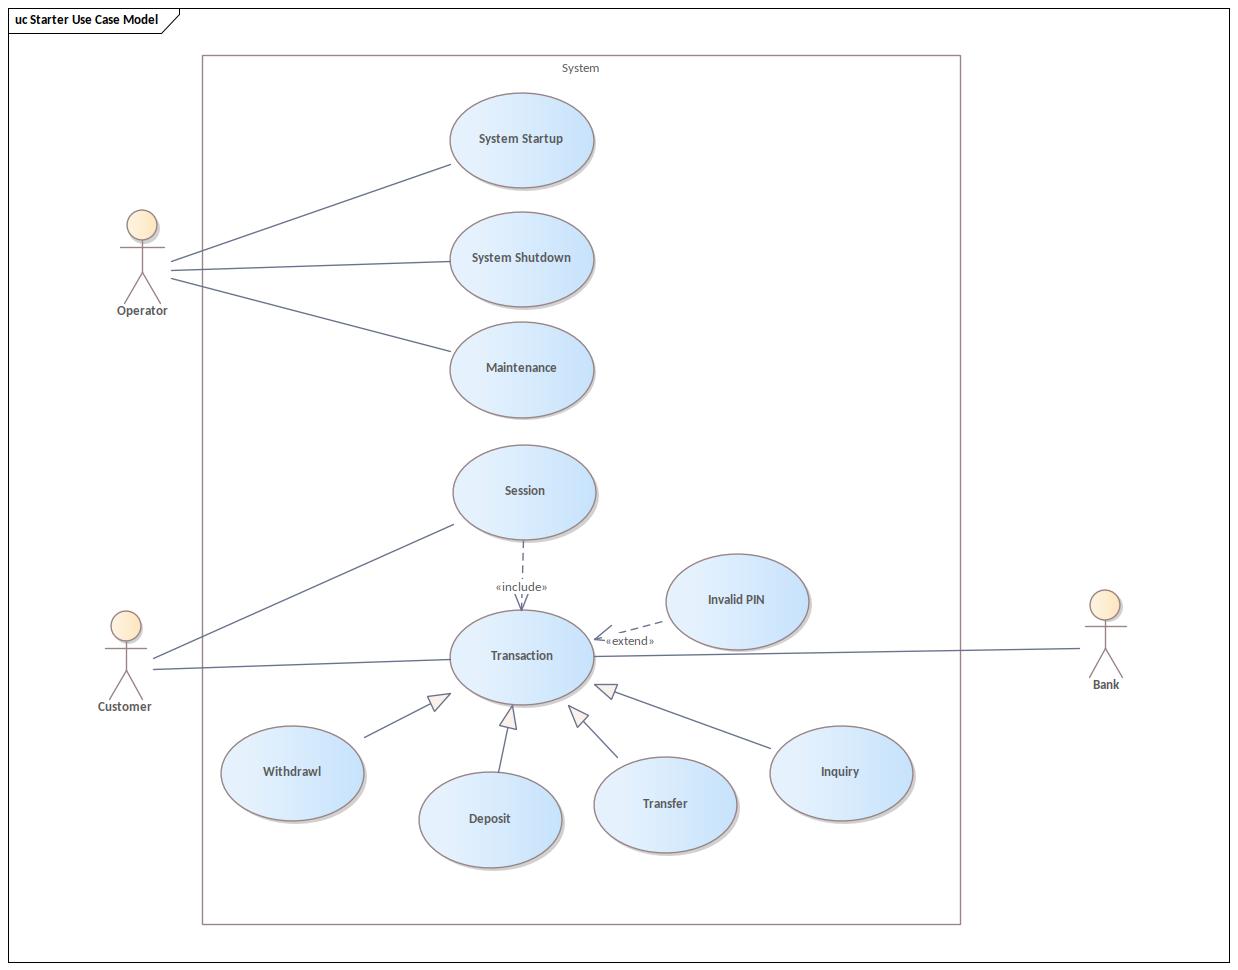 uc Starter Use Case Model
System
System Startup
System Shutdown
Operator
Maintenance
Session
«include»
Invalid PIN
«extend»
Transaction
Bank
Customer
Withdrawl
Inquiry
Transfer
Deposit